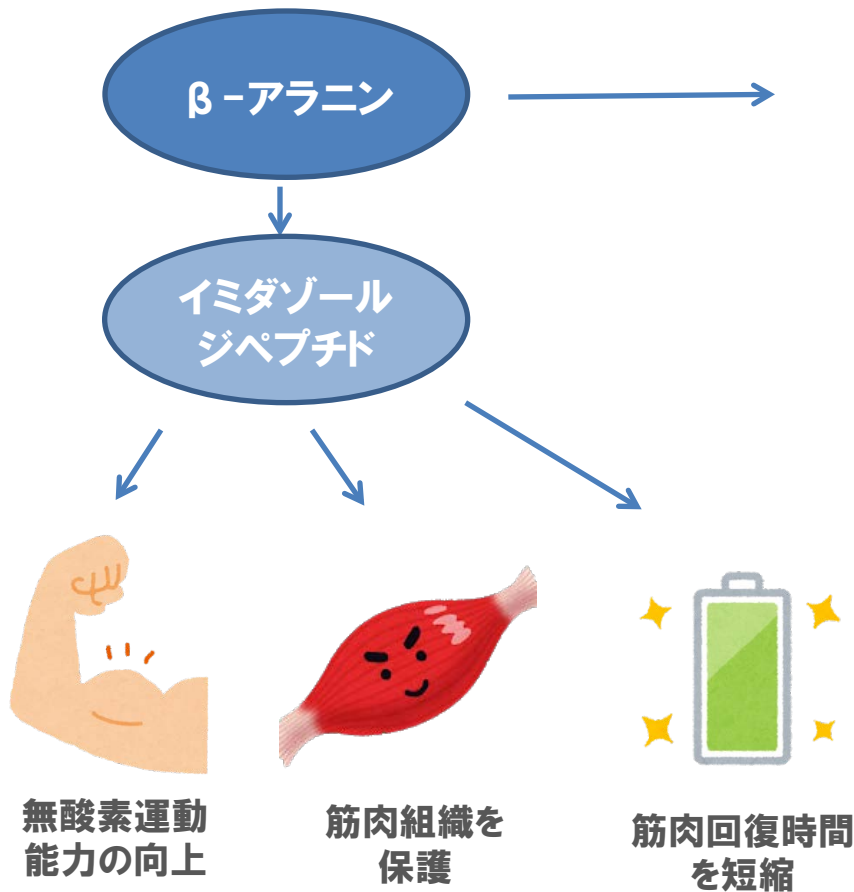 β-アラニン
イミダゾール
ジペプチド
無酸素運動
能力の向上
筋肉組織を
保護
筋肉回復時間
を短縮